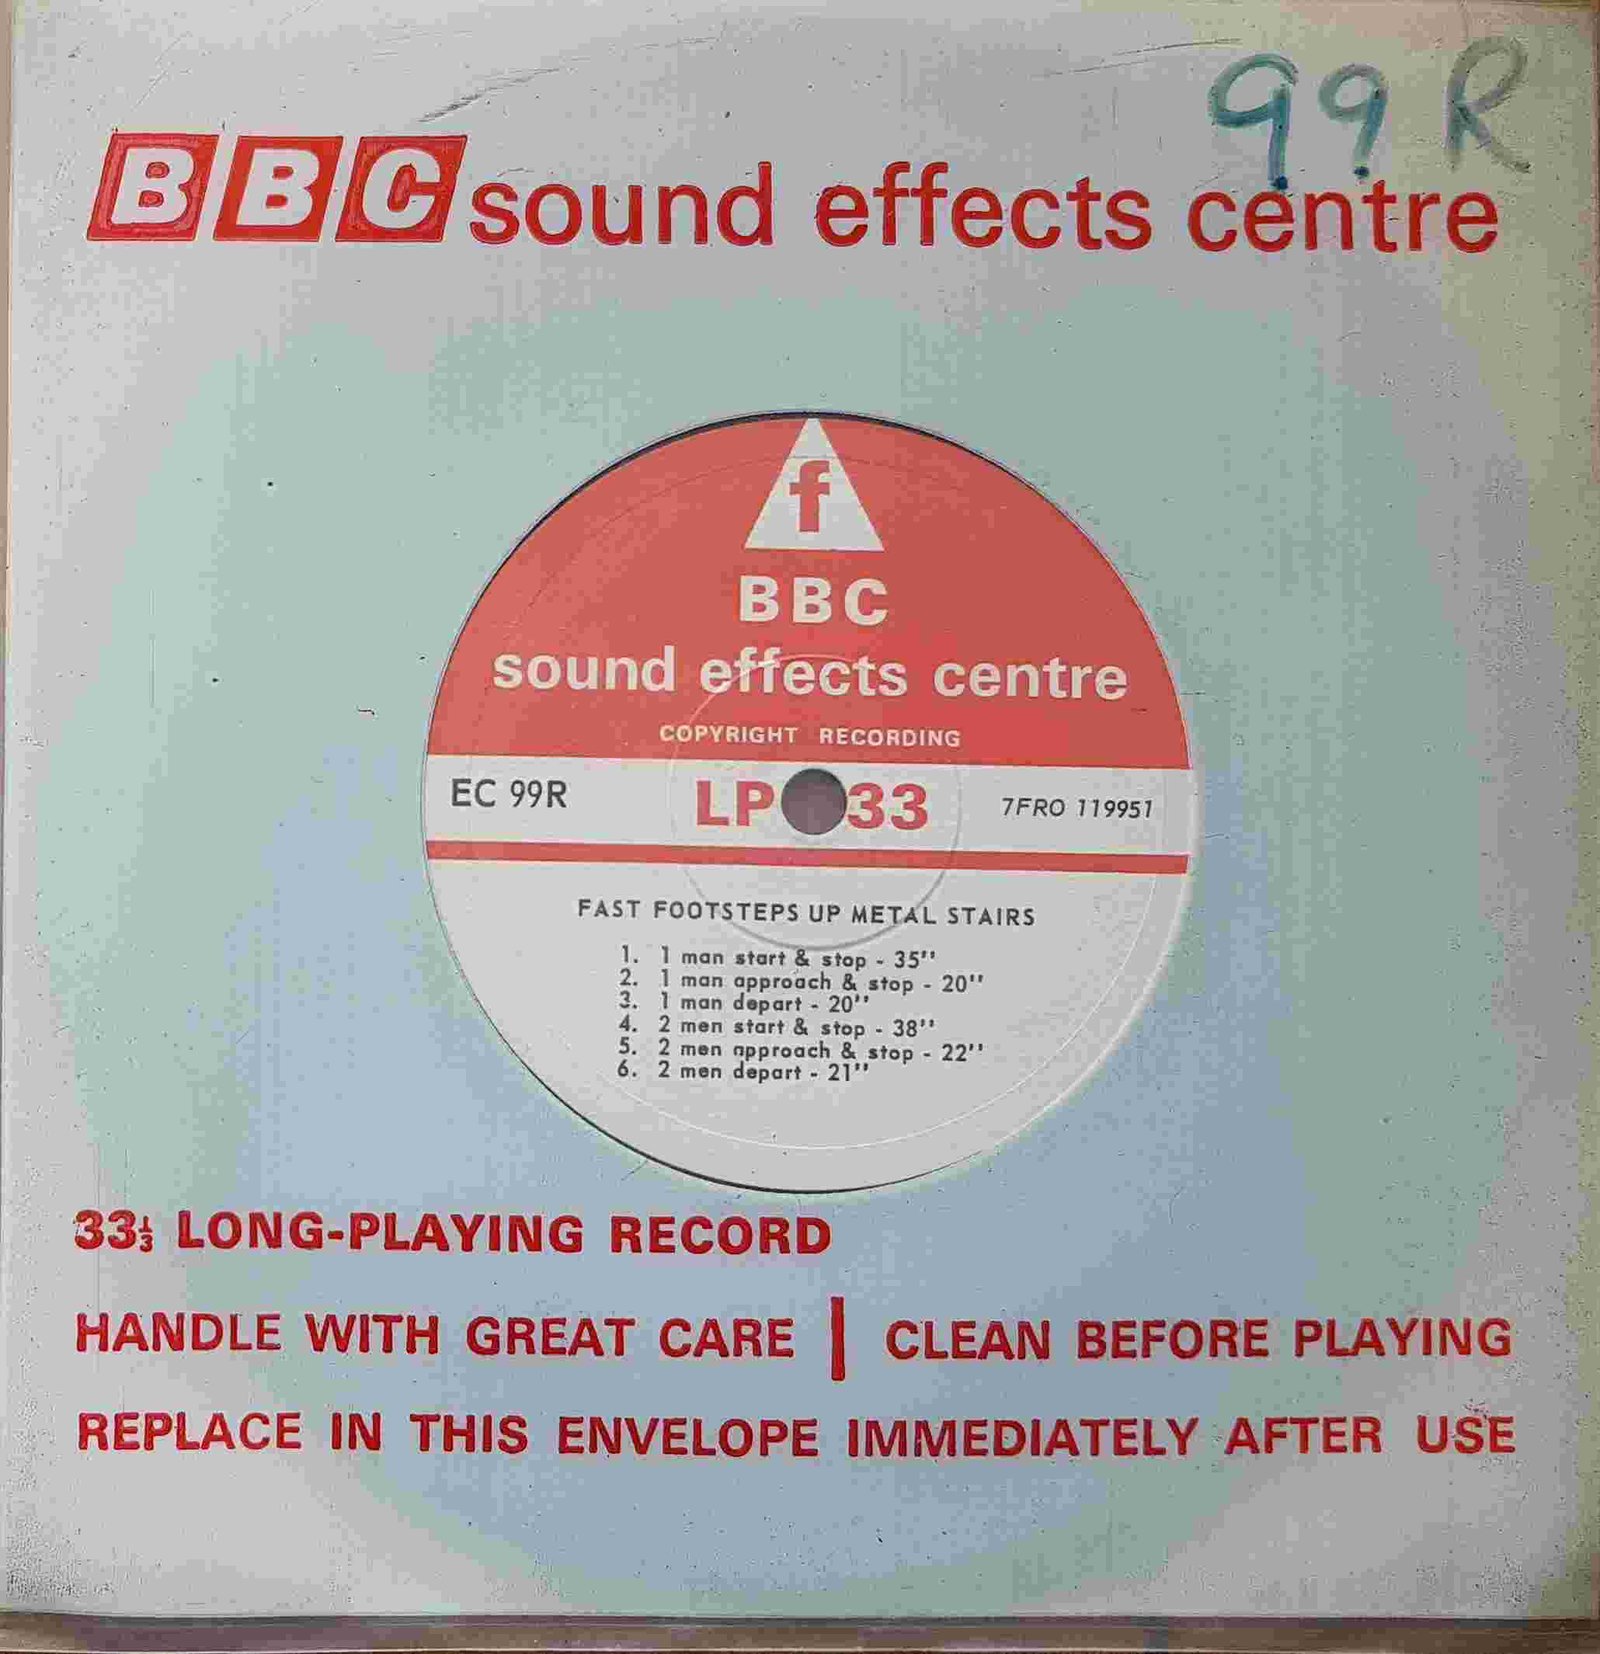 99R
BBC sound effects centre
f
BBC
sound effects centre
COPYRIGHT RECORDING
EC 99R LP 33 7FRO 119951
FAST FOOTSTEPS UP METAL STAIRS
1. 1 man start & stop - 35''
2. 1 man approach & stop - 20''
3. 1 man depart - 20''
4. 2 men start & stop - 38''
5. 2 men approach & stop - 22''
6. 2 men depart - 21''
33⅓ LONG-PLAYING RECORD
HANDLE WITH GREAT CARE | CLEAN BEFORE PLAYING
REPLACE IN THIS ENVELOPE IMMEDIATELY AFTER USE